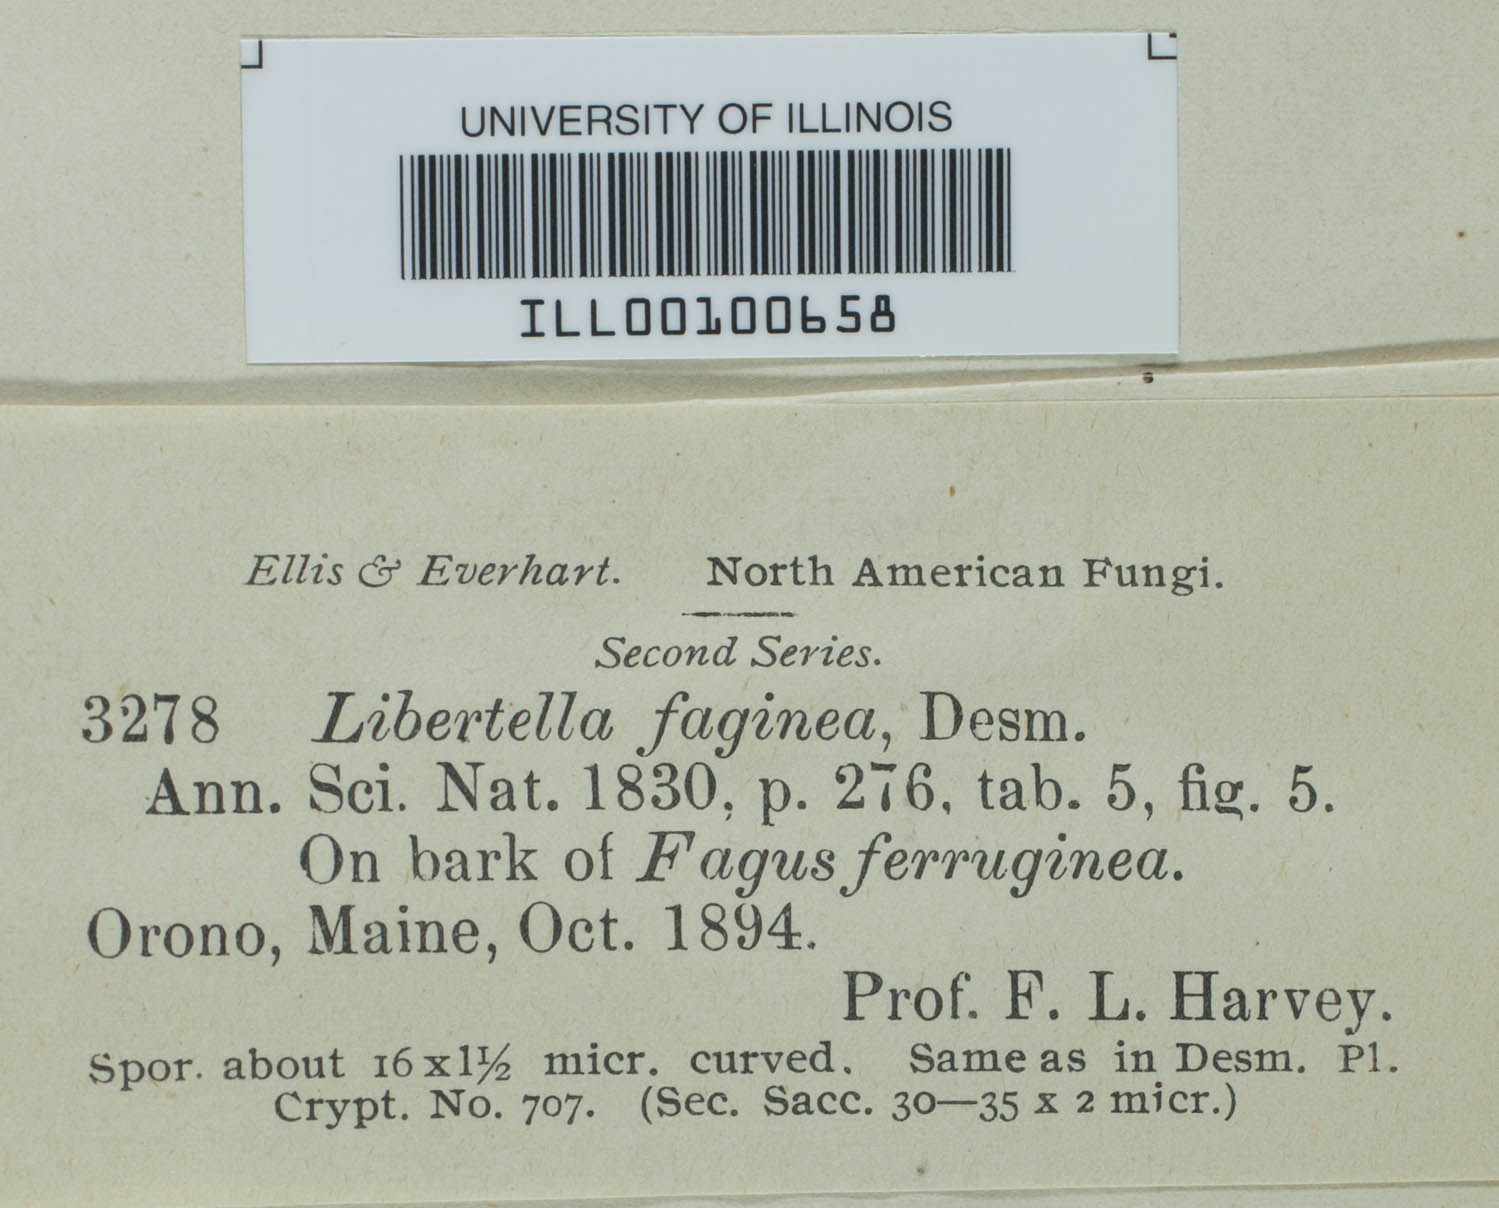 UNIVERSITY OF ILLINOIS
ILL00100658
Ellis & Everhart. North American Fungi.
Second Series.
3278 Libertella faginea, Desm.
Ann. Sci. Nat. 1830, p. 276, tab. 5, fig. 5.
On bark of Fagus ferruginea.
Orono, Maine, Oct. 1894.
Prof. F. L. Harvey.
Spor. about 16 x 1½ micr. curved. Same as in Desm. Pl.
Crypt. No. 707. (Sec. Sacc. 30—35 x 2 micr.)